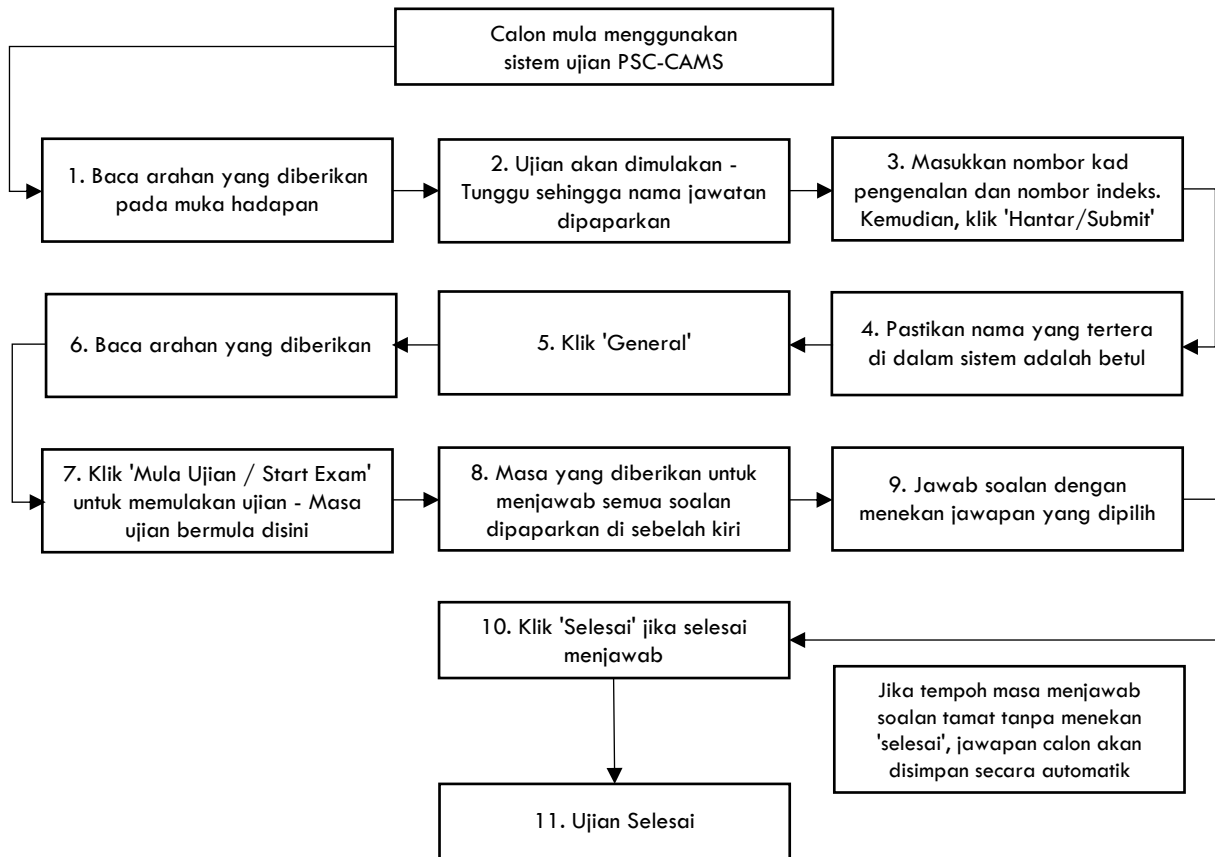 Calon mula menggunakan
sistem ujian PSC-CAMS
1. Baca arahan yang diberikan
pada muka hadapan
2. Ujian akan dimulakan -
Tunggu sehingga nama jawatan
dipaparkan
3. Masukkan nombor kad
pengenalan dan nombor indeks.
Kemudian, klik 'Hantar/Submit'
4. Pastikan nama yang tertera
di dalam sistem adalah betul
5. Klik 'General'
6. Baca arahan yang diberikan
7. Klik 'Mula Ujian / Start Exam'
untuk memulakan ujian - Masa
ujian bermula disini
8. Masa yang diberikan untuk
menjawab semua soalan
dipaparkan di sebelah kiri
9. Jawab soalan dengan
menekan jawapan yang dipilih
10. Klik 'Selesai' jika selesai
menjawab
Jika tempoh masa menjawab
soalan tamat tanpa menekan
'selesai', jawapan calon akan
disimpan secara automatik
11. Ujian Selesai